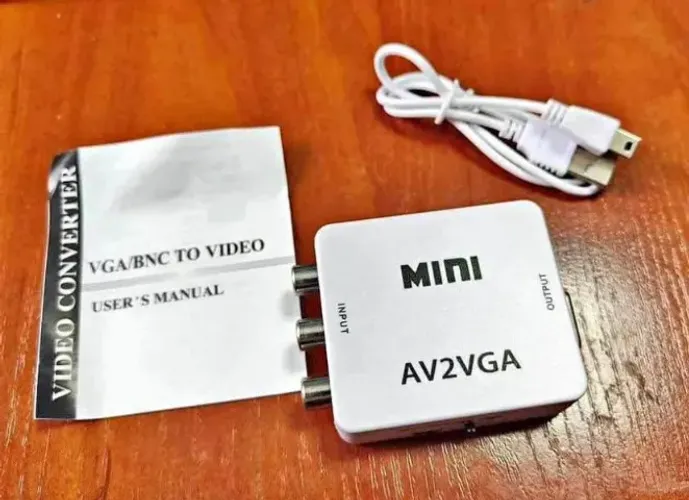 VIDEO CONVERTER
VGA/BNC TO VIDEO
USER'S MANUAL
MINI
INPUT
OUTPUT
AV2VGA